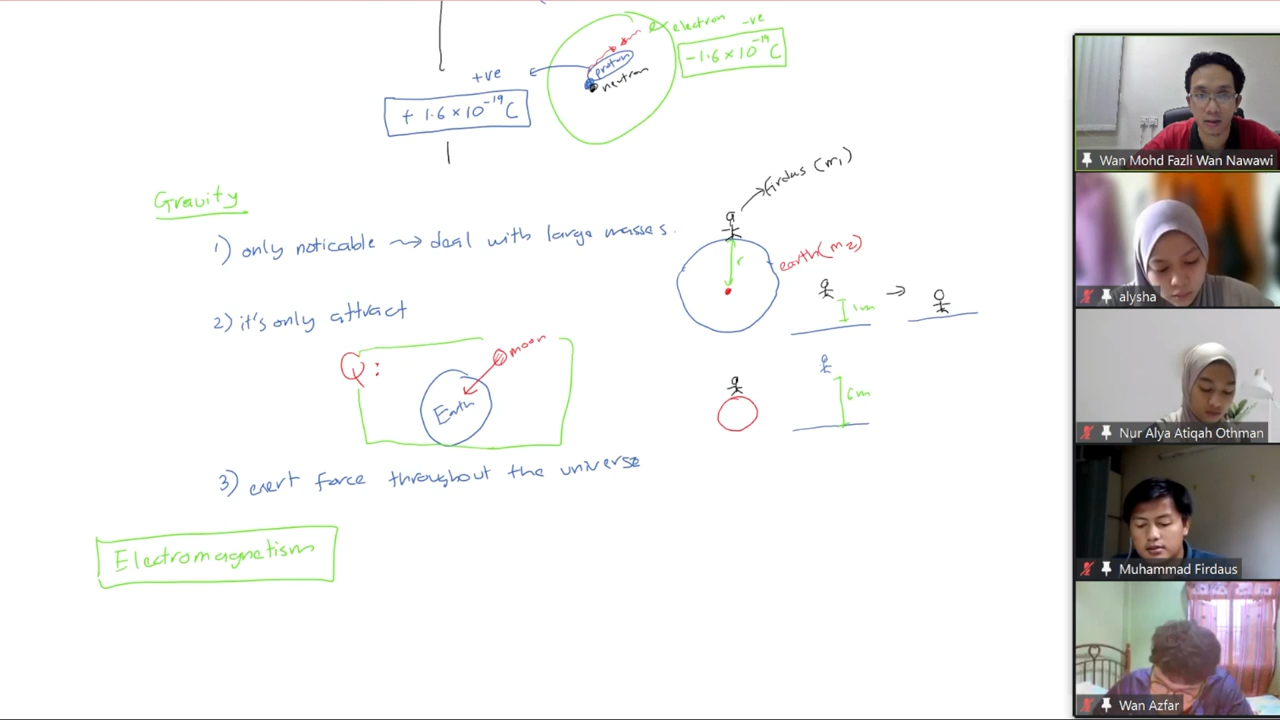 electron -ve
-1.6 × 10⁻¹⁹ C
proton
neutron
+ve
+ 1.6 × 10⁻¹⁹ C
Gravity
Firdaus (m1)
1) only noticable → deal with large masses.
r
earth (m2)
1m
2) it's only attract
Q:
moon
Earth
6m
3) exert force throughout the universe
Electromagnetism
Wan Mohd Fazli Wan Nawawi
alysha
Nur Alya Atiqah Othman
Muhammad Firdaus
Wan Azfar